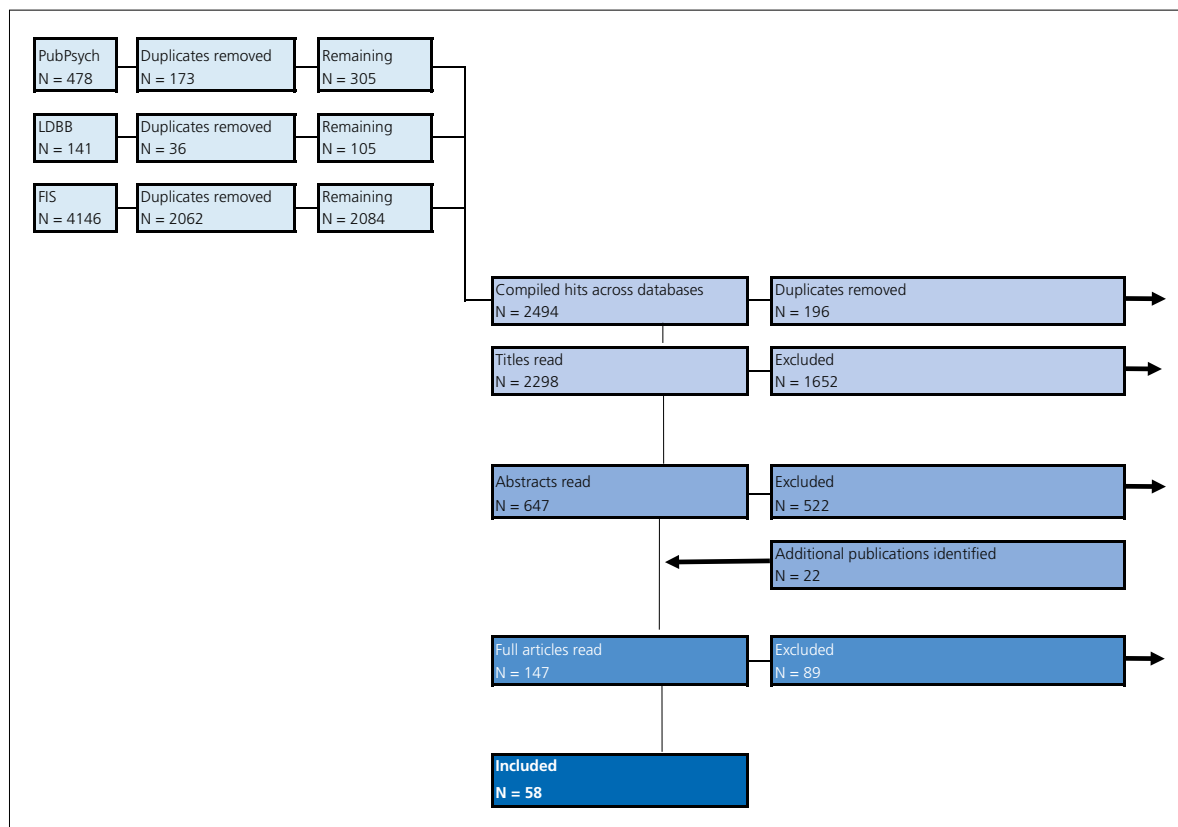 PubPsych
N = 478
Duplicates removed
N = 173
Remaining
N = 305
LDBB
N = 141
Duplicates removed
N = 36
Remaining
N = 105
FIS
N = 4146
Duplicates removed
N = 2062
Remaining
N = 2084
Compiled hits across databases
N = 2494
Duplicates removed
N = 196
Titles read
N = 2298
Excluded
N = 1652
Abstracts read
N = 647
Excluded
N = 522
Additional publications identified
N = 22
Full articles read
N = 147
Excluded
N = 89
Included
N = 58